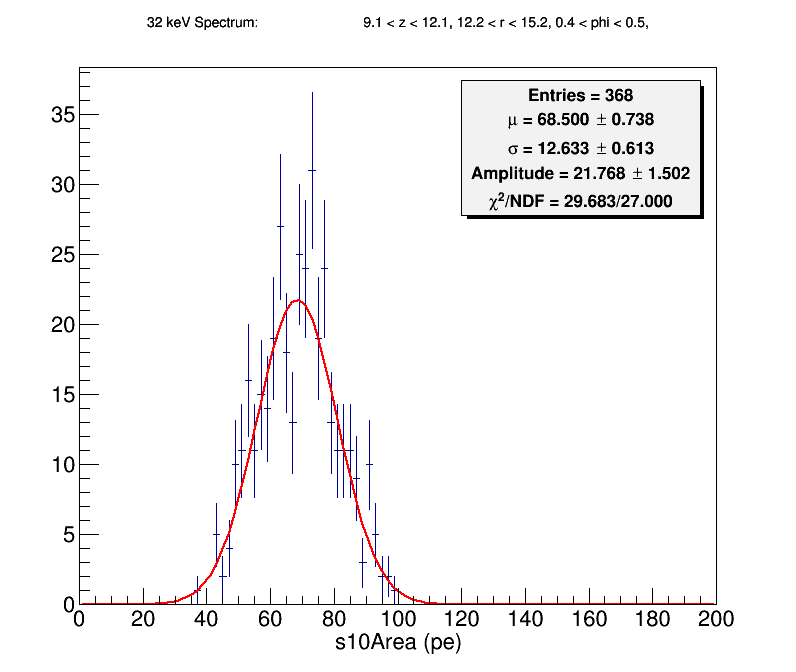 32 keV Spectrum: 9.1 < z < 12.1, 12.2 < r < 15.2, 0.4 < phi < 0.5,
Entries = 368
μ = 68.500 ± 0.738
σ = 12.633 ± 0.613
Amplitude = 21.768 ± 1.502
χ²/NDF = 29.683/27.000
35
30
25
20
15
10
5
0
0 20 40 60 80 100 120 140 160 180 200
s10Area (pe)